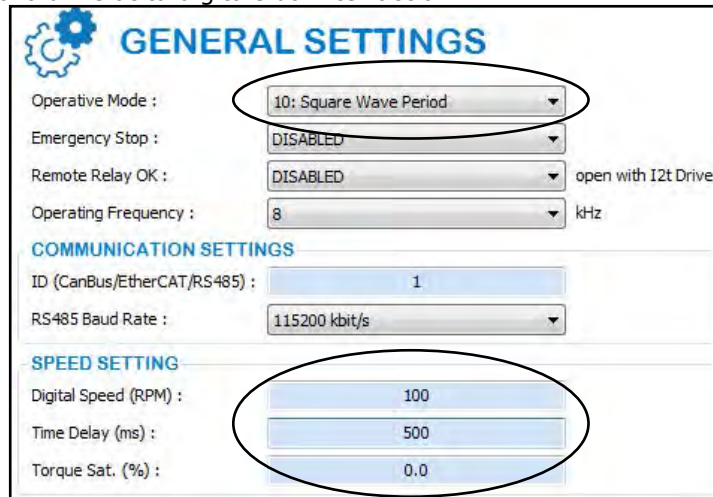 GENERAL SETTINGS
Operative Mode : 10: Square Wave Period
Emergency Stop : DISABLED
Remote Relay OK : DISABLED open with I2t Drive
Operating Frequency : 8 kHz
COMMUNICATION SETTINGS
ID (CanBus/EtherCAT/RS485) : 1
RS485 Baud Rate : 115200 kbit/s
SPEED SETTING
Digital Speed (RPM) : 100
Time Delay (ms) : 500
Torque Sat. (%) : 0.0